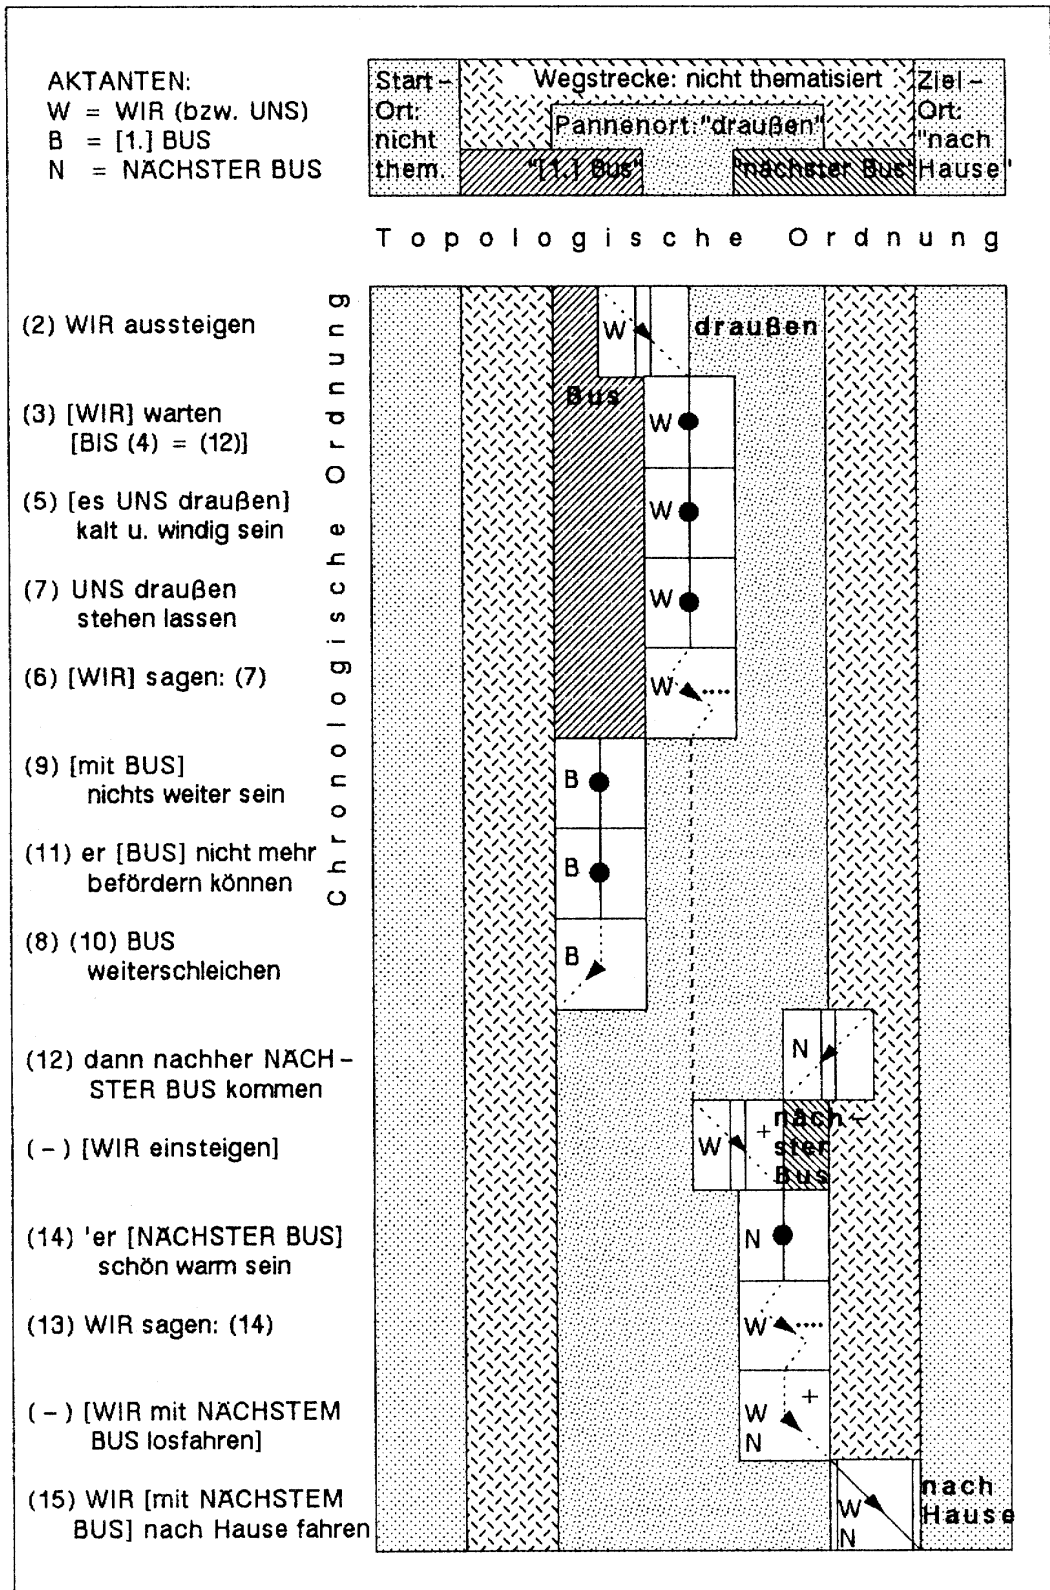 AKTANTEN:
W = WIR (bzw. UNS)
B = [1.] BUS
N = NÄCHSTER BUS
Start-
Ort:
nicht
them.
Wegstrecke: nicht thematisiert
Pannenort: "draußen"
"[1.] Bus"
"nächster Bus"
Ziel-
Ort:
"nach
Hause"
Topologische Ordnung
Chronologische Ordnung
(2) WIR aussteigen
W
draußen
Bus
(3) [WIR] warten
[BIS (4) = (12)]
W
(5) [es UNS draußen]
kalt u. windig sein
W
(7) UNS draußen
stehen lassen
W
(6) [WIR] sagen: (7)
W
(9) [mit BUS]
nichts weiter sein
B
(11) er [BUS] nicht mehr
befördern können
B
(8) (10) BUS
weiterschleichen
B
(12) dann nachher NÄCH-
STER BUS kommen
N
(-) [WIR einsteigen]
W
+
näch-
ster
Bus
(14) 'er [NÄCHSTER BUS]
schön warm sein
N
(13) WIR sagen: (14)
W
(-) [WIR mit NÄCHSTEM
BUS losfahren]
+
W
N
(15) WIR [mit NÄCHSTEM
BUS] nach Hause fahren
W
N
nach
Hause